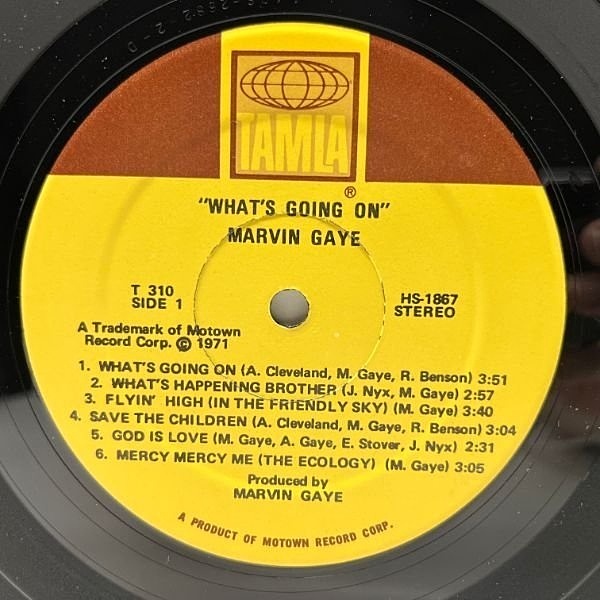 TAMLA
®
"WHAT'S GOING ON"
MARVIN GAYE
T 310
SIDE 1
HS-1867
STEREO
A Trademark of Motown
Record Corp. © 1971
1. WHAT'S GOING ON (A. Cleveland, M. Gaye, R. Benson) 3:51
2. WHAT'S HAPPENING BROTHER (J. Nyx, M. Gaye) 2:57
3. FLYIN' HIGH (IN THE FRIENDLY SKY) (M. Gaye) 3:40
4. SAVE THE CHILDREN (A. Cleveland, M. Gaye, R. Benson) 3:04
5. GOD IS LOVE (M. Gaye, A. Gaye, E. Stover, J. Nyx) 2:31
6. MERCY MERCY ME (THE ECOLOGY) (M. Gaye) 3:05
Produced by
MARVIN GAYE
A PRODUCT OF MOTOWN RECORD CORP.